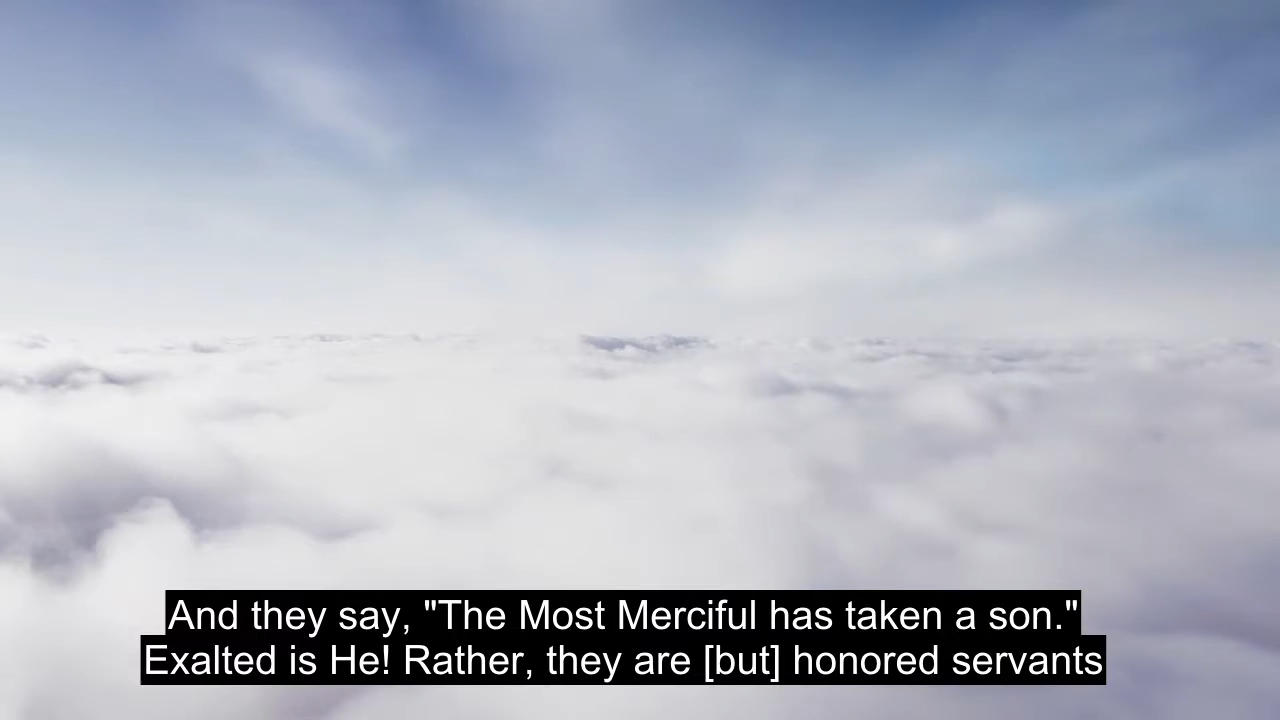 And they say, "The Most Merciful has taken a son."
Exalted is He! Rather, they are [but] honored servants